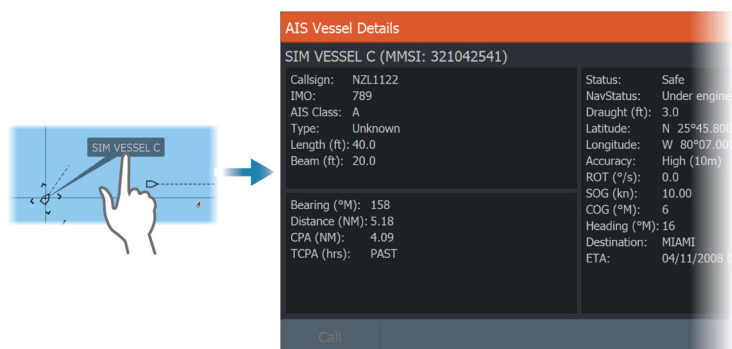 AIS Vessel Details
SIM VESSEL C (MMSI: 321042541)
Callsign: NZL1122
IMO: 789
AIS Class: A
Type: Unknown
Length (ft): 40.0
Beam (ft): 20.0
Bearing (°M): 158
Distance (NM): 5.18
CPA (NM): 4.09
TCPA (hrs): PAST
Status: Safe
NavStatus: Under engine
Draught (ft): 3.0
Latitude: N 25°45.800
Longitude: W 80°07.000
Accuracy: High (10m)
ROT (°/s): 0.0
SOG (kn): 10.00
COG (°M): 6
Heading (°M): 16
Destination: MIAMI
ETA: 04/11/2008
SIM VESSEL C
Call